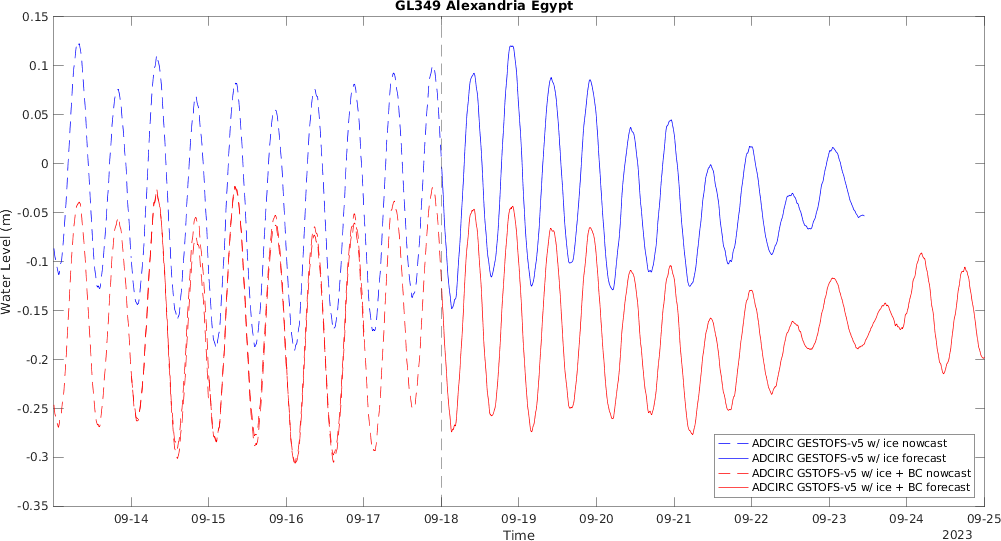 GL349 Alexandria Egypt
0.15
0.1
0.05
0
-0.05
-0.1
-0.15
-0.2
-0.25
-0.3
-0.35
Water Level (m)
ADCIRC GESTOFS-v5 w/ ice nowcast
ADCIRC GESTOFS-v5 w/ ice forecast
ADCIRC GSTOFS-v5 w/ ice + BC nowcast
ADCIRC GSTOFS-v5 w/ ice + BC forecast
09-14 09-15 09-16 09-17 09-18 09-19 09-20 09-21 09-22 09-23 09-24 09-25
Time
2023